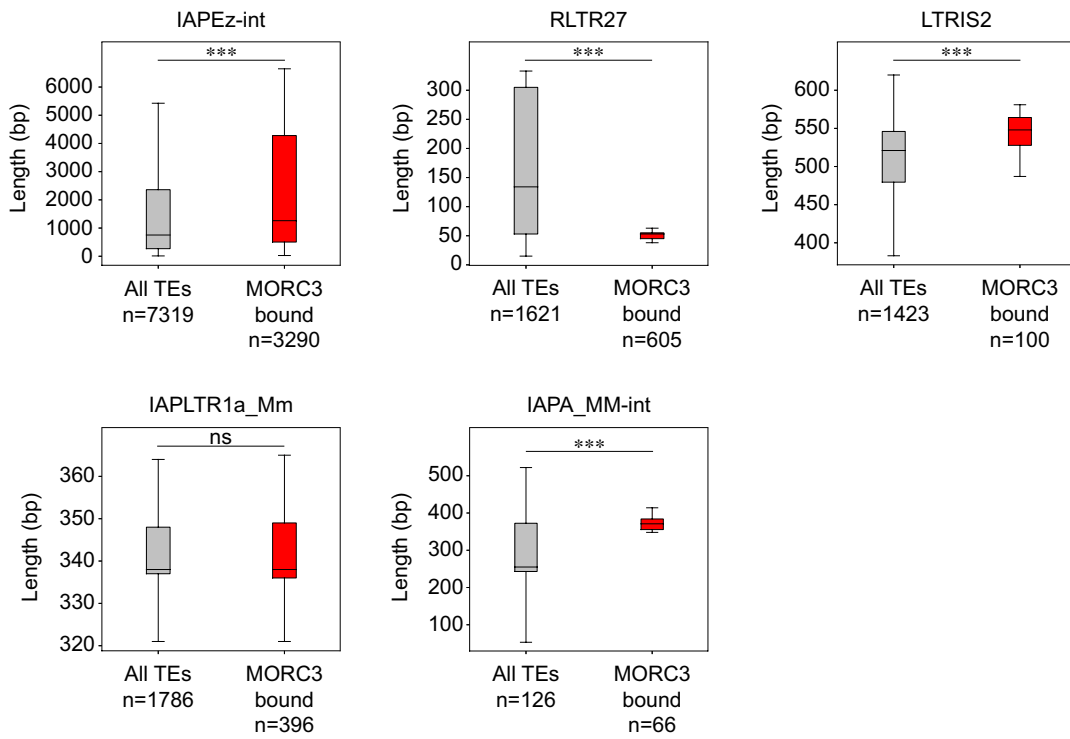 IAPEz-int
***
6000
5000
4000
3000
2000
1000
0
Length (bp)
All TEs
n=7319
MORC3
bound
n=3290
RLTR27
***
300
250
200
150
100
50
0
Length (bp)
All TEs
n=1621
MORC3
bound
n=605
LTRIS2
***
600
550
500
450
400
Length (bp)
All TEs
n=1423
MORC3
bound
n=100
IAPLTR1a_Mm
ns
360
350
340
330
320
Length (bp)
All TEs
n=1786
MORC3
bound
n=396
IAPA_MM-int
***
500
400
300
200
100
Length (bp)
All TEs
n=126
MORC3
bound
n=66